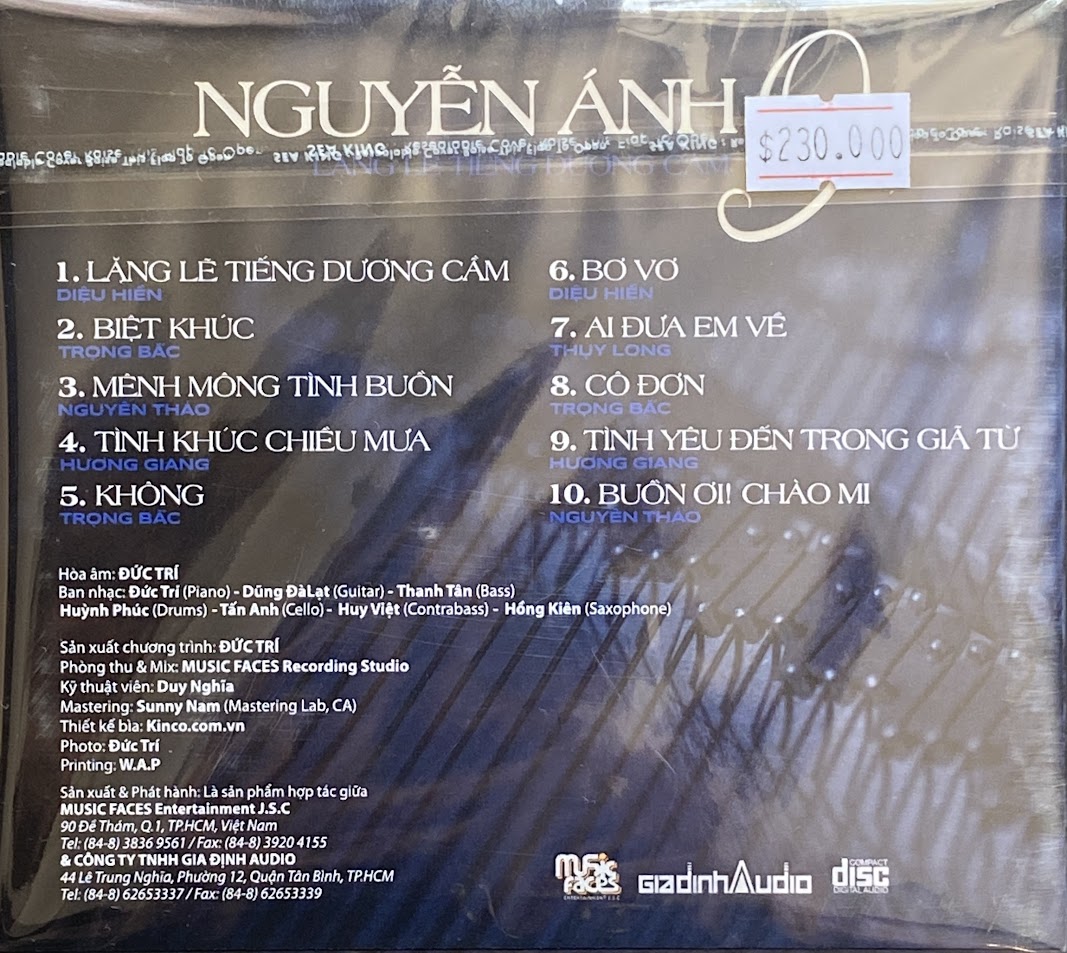 NGUYỄN ÁNH 9
$230.000
SEA KING
LẶNG LẼ TIẾNG DƯƠNG CẦM
1. LẶNG LẼ TIẾNG DƯƠNG CẦM
DIỆU HIỀN
2. BIỆT KHÚC
TRỌNG BẮC
3. MÊNH MÔNG TÌNH BUỒN
NGUYÊN THẢO
4. TÌNH KHÚC CHIỀU MƯA
HƯƠNG GIANG
5. KHÔNG
TRỌNG BẮC
6. BƠ VƠ
DIỆU HIỀN
7. AI ĐƯA EM VỀ
THỤY LONG
8. CÔ ĐƠN
TRỌNG BẮC
9. TÌNH YÊU ĐẾN TRONG GIÃ TỪ
HƯƠNG GIANG
10. BUỒN ƠI! CHÀO MI
NGUYÊN THẢO
Hòa âm: ĐỨC TRÍ
Ban nhạc: Đức Trí (Piano) - Dũng ĐàLạt (Guitar) - Thanh Tân (Bass)
Huỳnh Phúc (Drums) - Tấn Anh (Cello) - Huy Việt (Contrabass) - Hồng Kiên (Saxophone)
Sản xuất chương trình: ĐỨC TRÍ
Phòng thu & Mix: MUSIC FACES Recording Studio
Kỹ thuật viên: Duy Nghĩa
Mastering: Sunny Nam (Mastering Lab, CA)
Thiết kế bìa: Kinco.com.vn
Photo: Đức Trí
Printing: W.A.P
Sản xuất & Phát hành: Là sản phẩm hợp tác giữa
MUSIC FACES Entertainment J.S.C
90 Đề Thám, Q.1, TP.HCM, Việt Nam
Tel: (84-8) 3836 9561 / Fax: (84-8) 3920 4155
& CÔNG TY TNHH GIA ĐỊNH AUDIO
44 Lê Trung Nghĩa, Phường 12, Quận Tân Bình, TP.HCM
Tel: (84-8) 62653337 / Fax: (84-8) 62653339
music faces
ENTERTAINMENT J.S.C
GIAĐỊNHAUDIO
COMPACT
disc
DIGITAL AUDIO